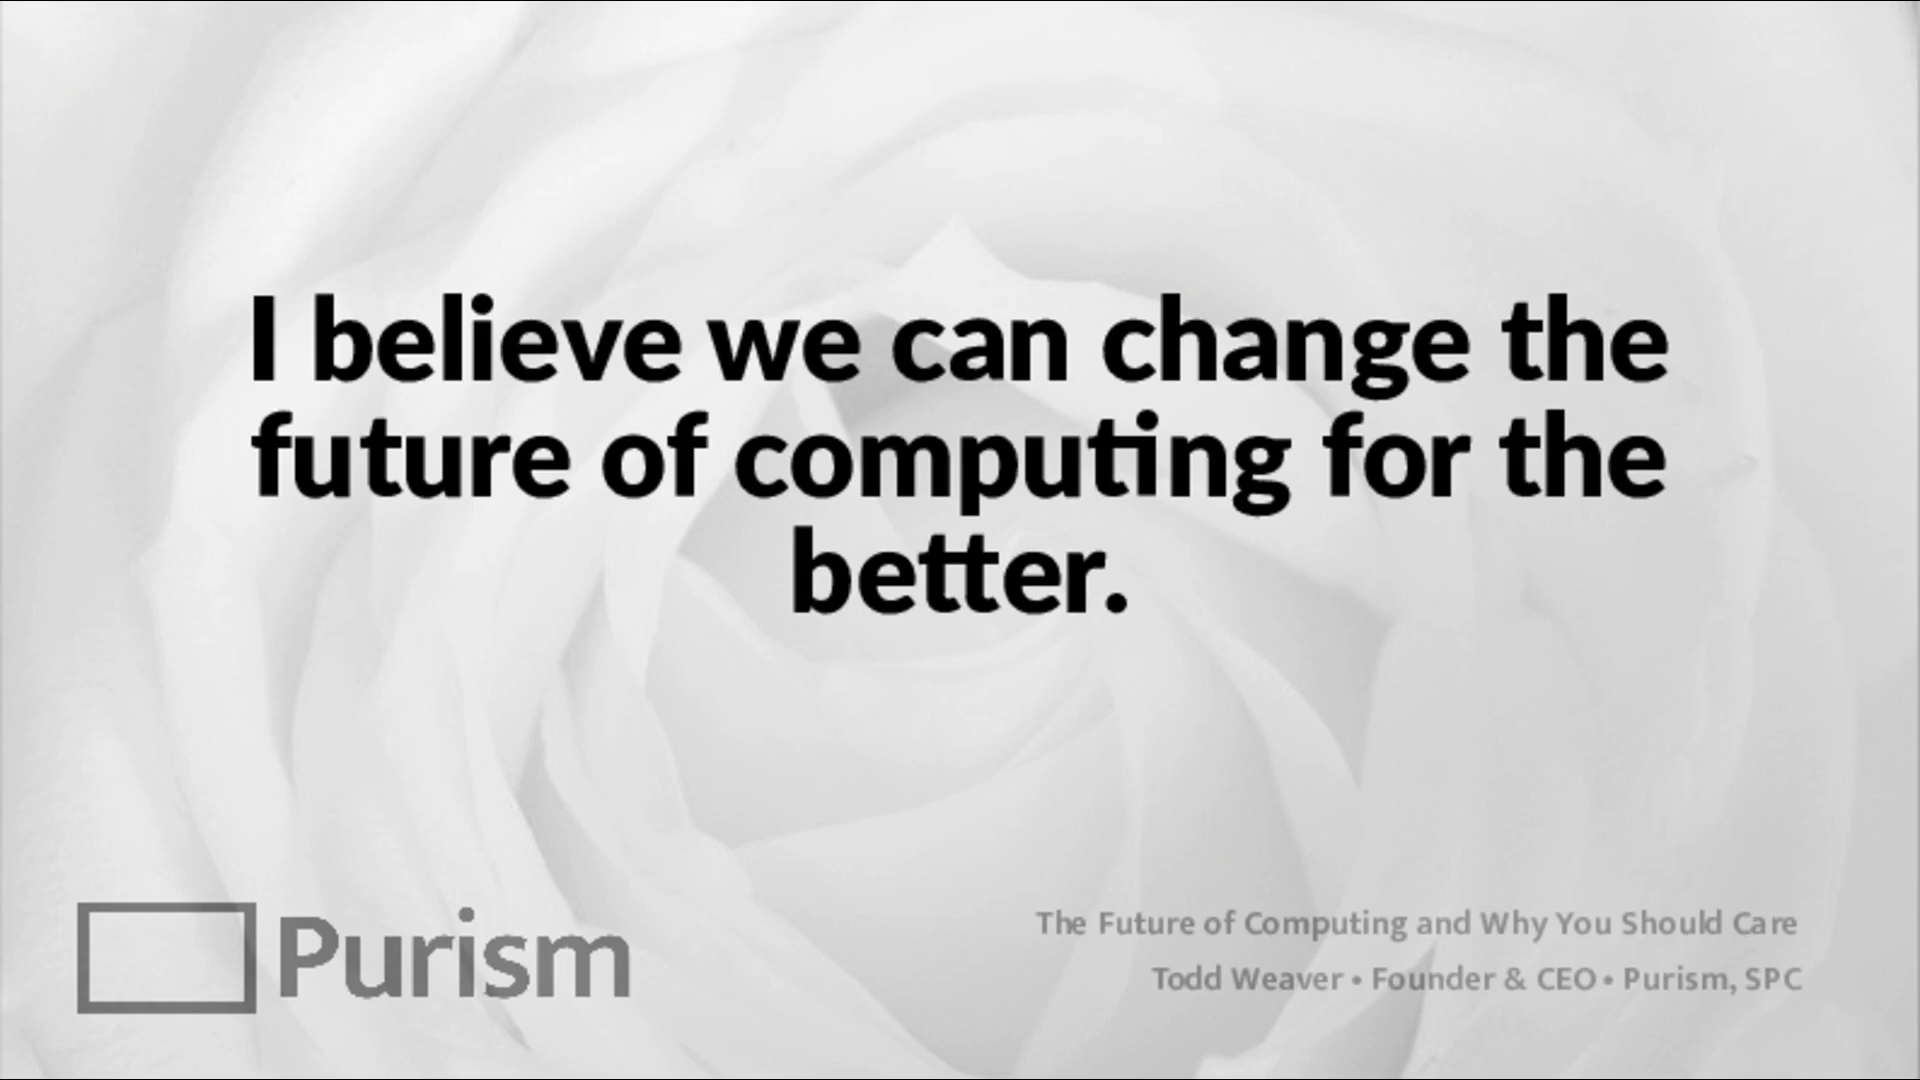 I believe we can change the
future of computing for the
better.
Purism
The Future of Computing and Why You Should Care
Todd Weaver • Founder & CEO • Purism, SPC